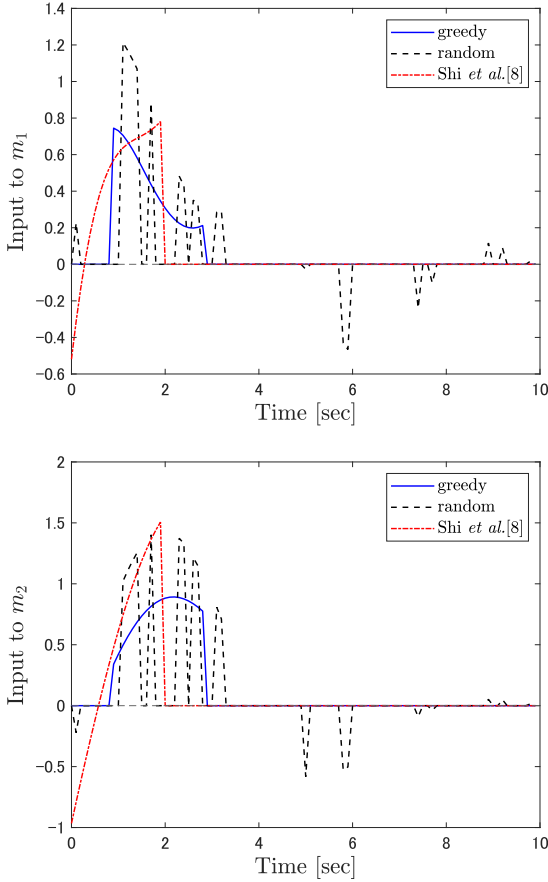 1.4
1.2
1
0.8
0.6
0.4
0.2
0
-0.2
-0.4
-0.6
Input to m₁
greedy
random
Shi et al.[8]
0 2 4 6 8 10
Time [sec]
2
1.5
1
0.5
0
-0.5
-1
Input to m₂
greedy
random
Shi et al.[8]
0 2 4 6 8 10
Time [sec]